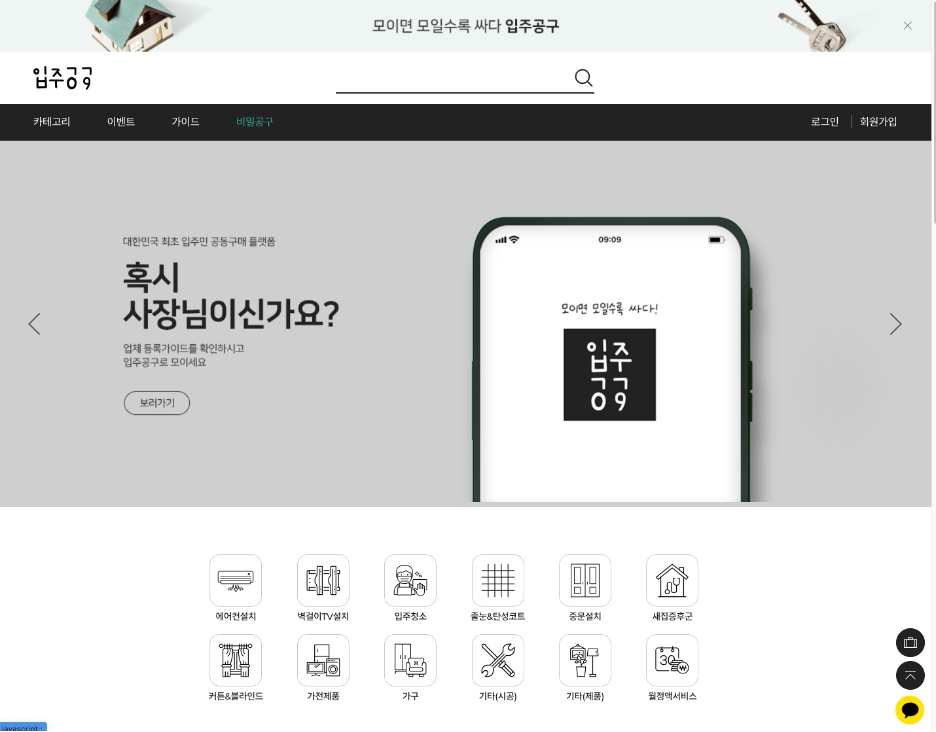 모이면 모일수록 싸다 입주공구
입주공구
카테고리 이벤트 가이드 비밀공구 로그인 회원가입
대한민국 최초 입주민 공동구매 플랫폼
혹시
사장님이신가요?
업체 등록가이드를 확인하시고
입주공구로 모이세요
보러가기
09:09
모이면 모일수록 싸다!
입주
공구
에어컨설치 벽걸이TV설치 입주청소 줄눈&탄성코트 중문설치 새집증후군
30
커튼&블라인드 가전제품 가구 기타(시공) 기타(제품) 월정액서비스
javascript:;